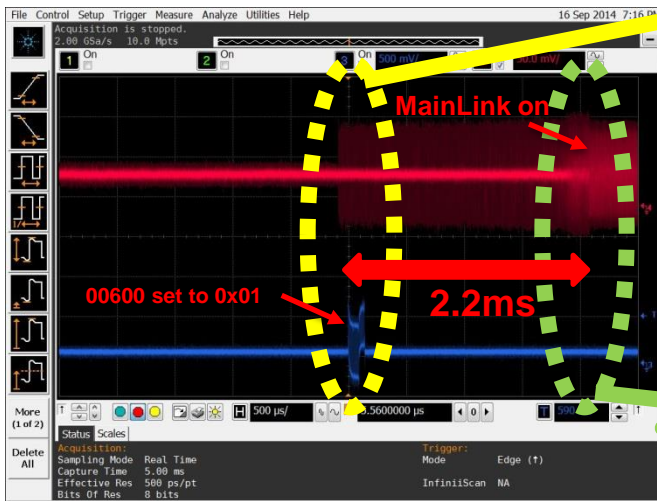 File Control Setup Trigger Measure Analyze Utilities Help
16 Sep 2014 7:16 PM
Acquisition is stopped.
2.00 GSa/s 10.0 Mpts
1 On
2 On
3 On 500 mV/
50.0 mV/
MainLink on
2.2ms
00600 set to 0x01
More
(1 of 2)
Delete
All
H 500 µs/
.5600000 µs
0
T 590
Status Scales
Acquisition:
Sampling Mode Real Time
Capture Time 5.00 ms
Effective Res 500 ps/pt
Bits Of Res 8 bits
Trigger:
Mode Edge (↑)
InfiniiScan NA